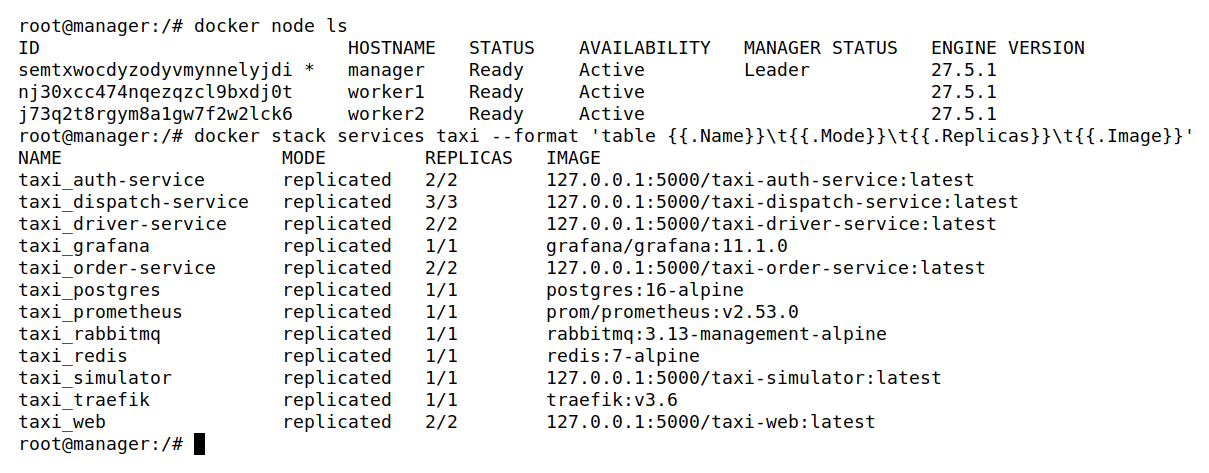 root@manager:/# docker node ls
ID                            HOSTNAME   STATUS    AVAILABILITY   MANAGER STATUS   ENGINE VERSION
semtxwocdyzodyvmynnelyjdi *   manager    Ready     Active         Leader           27.5.1
nj30xcc474nqezqzcl9bxdj0t     worker1    Ready     Active                          27.5.1
j73q2t8rgym8a1gw7f2w2lck6     worker2    Ready     Active                          27.5.1
root@manager:/# docker stack services taxi --format 'table {{.Name}}\t{{.Mode}}\t{{.Replicas}}\t{{.Image}}'
NAME                    MODE         REPLICAS   IMAGE
taxi_auth-service       replicated   2/2        127.0.0.1:5000/taxi-auth-service:latest
taxi_dispatch-service   replicated   3/3        127.0.0.1:5000/taxi-dispatch-service:latest
taxi_driver-service     replicated   2/2        127.0.0.1:5000/taxi-driver-service:latest
taxi_grafana            replicated   1/1        grafana/grafana:11.1.0
taxi_order-service      replicated   2/2        127.0.0.1:5000/taxi-order-service:latest
taxi_postgres           replicated   1/1        postgres:16-alpine
taxi_prometheus         replicated   1/1        prom/prometheus:v2.53.0
taxi_rabbitmq           replicated   1/1        rabbitmq:3.13-management-alpine
taxi_redis              replicated   1/1        redis:7-alpine
taxi_simulator          replicated   1/1        127.0.0.1:5000/taxi-simulator:latest
taxi_traefik            replicated   1/1        traefik:v3.6
taxi_web                replicated   2/2        127.0.0.1:5000/taxi-web:latest
root@manager:/#